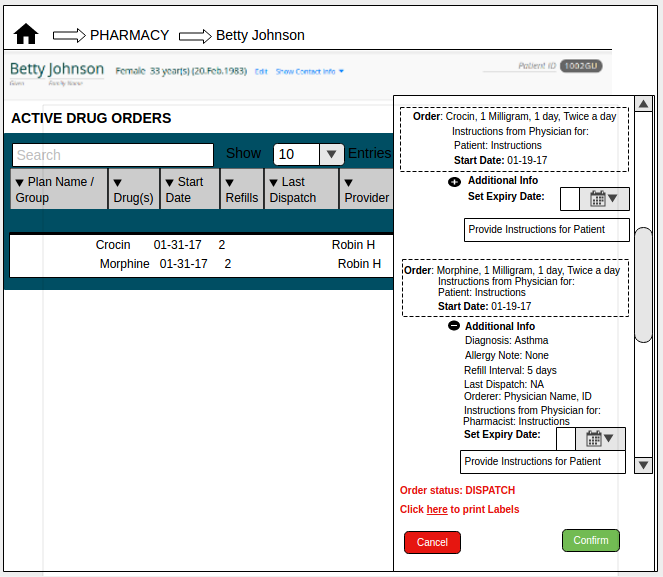 PHARMACY Betty Johnson
Betty Johnson Female 33 year(s) (20.Feb.1983) Edit Show Contact Info
Given Family Name
Patient ID 1002GU
ACTIVE DRUG ORDERS
Search Show 10 Entries
Plan Name / Group Drug(s) Start Date Refills Last Dispatch Provider
Crocin 01-31-17 2 Robin H
Morphine 01-31-17 2 Robin H
Order: Crocin, 1 Milligram, 1 day, Twice a day
Instructions from Physician for:
Patient: Instructions
Start Date: 01-19-17
Additional Info
Set Expiry Date:
Provide Instructions for Patient
Order: Morphine, 1 Milligram, 1 day, Twice a day
Instructions from Physician for:
Patient: Instructions
Start Date: 01-19-17
Additional Info
Diagnosis: Asthma
Allergy Note: None
Refill Interval: 5 days
Last Dispatch: NA
Orderer: Physician Name, ID
Instructions from Physician for:
Pharmacist: Instructions
Set Expiry Date:
Provide Instructions for Patient
Order status: DISPATCH
Click here to print Labels
Cancel Confirm